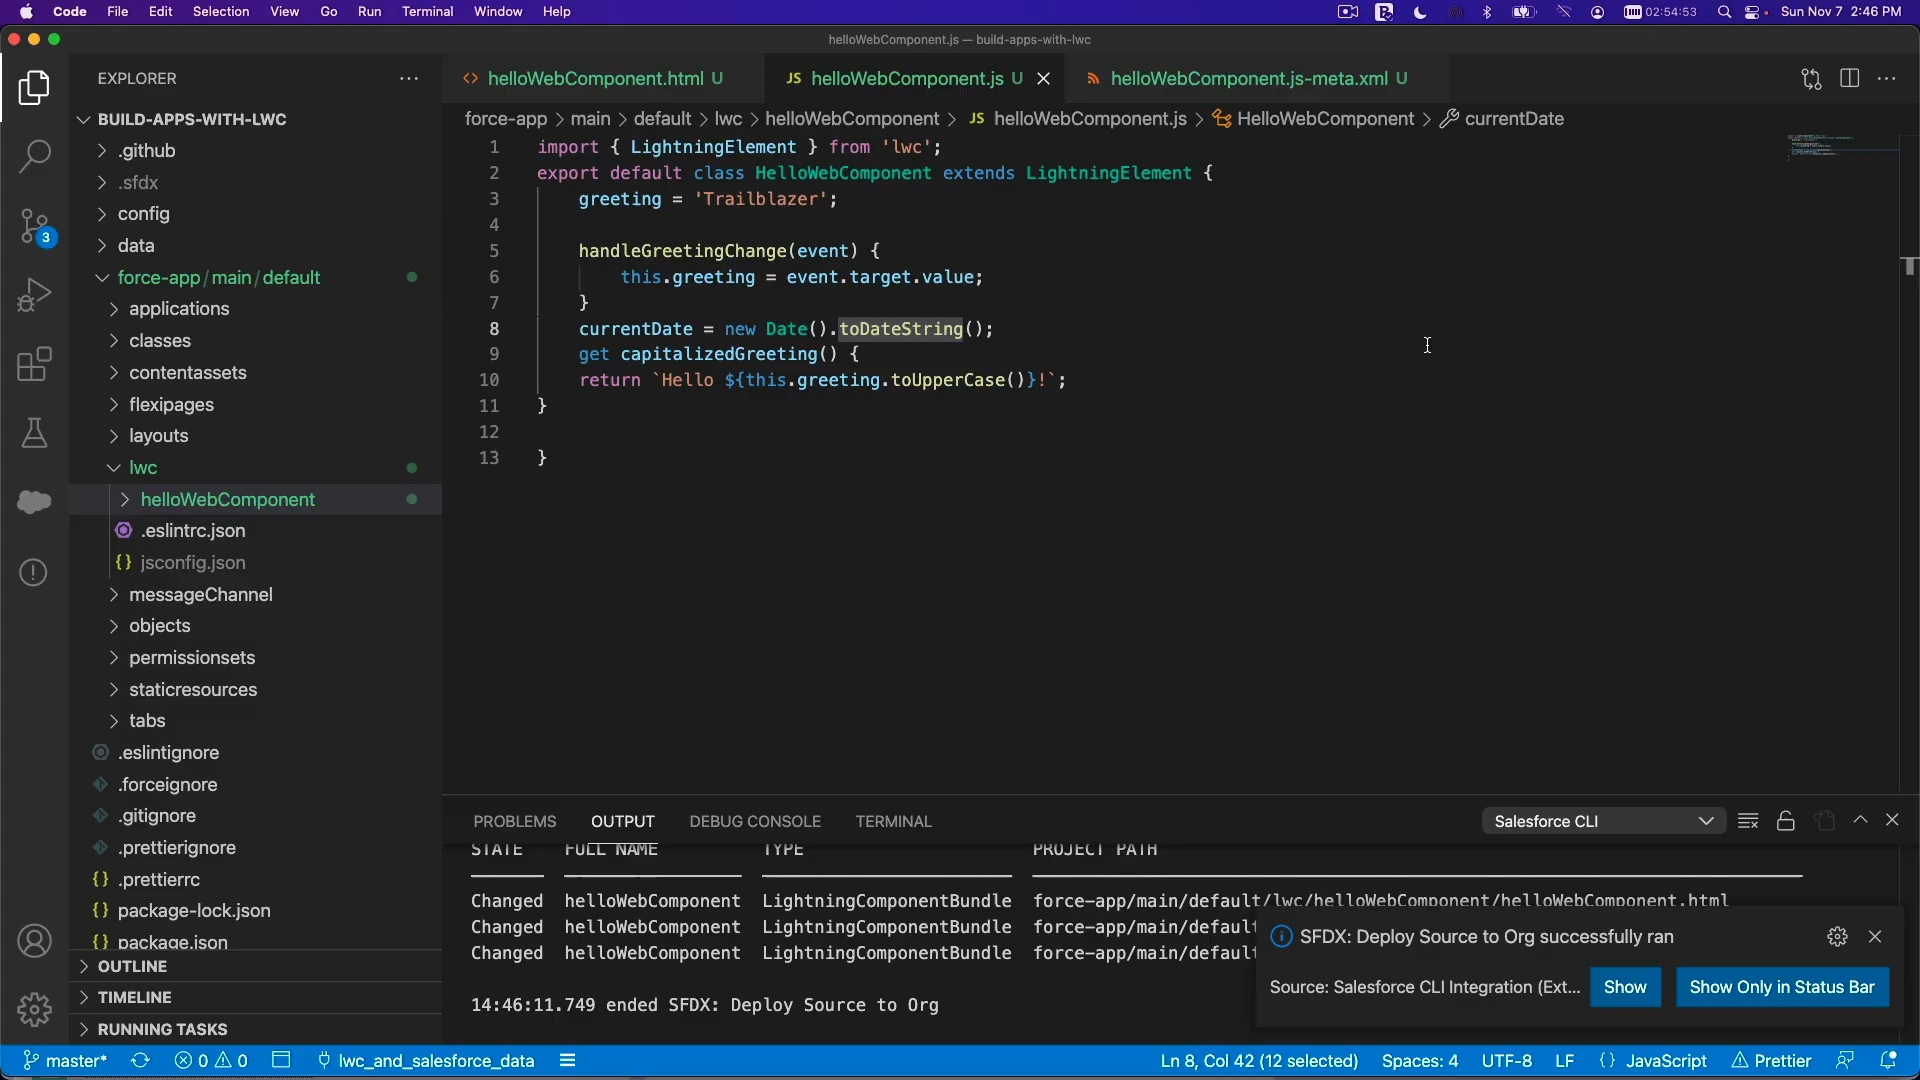 Code File Edit Selection View Go Run Terminal Window Help 02:54:53 Sun Nov 7 2:46 PM
helloWebComponent.js — build-apps-with-lwc
EXPLORER
helloWebComponent.html U JS helloWebComponent.js U helloWebComponent.js-meta.xml U
force-app > main > default > lwc > helloWebComponent > JS helloWebComponent.js > HelloWebComponent > currentDate
BUILD-APPS-WITH-LWC
.github
.sfdx
config
data
force-app/main/default
applications
classes
contentassets
flexipages
layouts
lwc
helloWebComponent
.eslintrc.json
{} jsconfig.json
messageChannel
objects
permissionsets
staticresources
tabs
.eslintignore
.forceignore
.gitignore
.prettierignore
{} .prettierrc
{} package-lock.json
{} package.json
OUTLINE
TIMELINE
RUNNING TASKS
3
1 import { LightningElement } from 'lwc';
2 export default class HelloWebComponent extends LightningElement {
3 greeting = 'Trailblazer';
4
5 handleGreetingChange(event) {
6 this.greeting = event.target.value;
7 }
8 currentDate = new Date().toDateString();
9 get capitalizedGreeting() {
10 return `Hello ${this.greeting.toUpperCase()}!`;
11 }
12
13 }
PROBLEMS OUTPUT DEBUG CONSOLE TERMINAL Salesforce CLI
STATE FULL NAME TYPE PROJECT PATH
Changed helloWebComponent LightningComponentBundle force-app/main/default/lwc/helloWebComponent/helloWebComponent.html
Changed helloWebComponent LightningComponentBundle force-app/main/default
Changed helloWebComponent LightningComponentBundle force-app/main/default
14:46:11.749 ended SFDX: Deploy Source to Org
SFDX: Deploy Source to Org successfully ran
Source: Salesforce CLI Integration (Ext... Show Show Only in Status Bar
master* 0 0 lwc_and_salesforce_data Ln 8, Col 42 (12 selected) Spaces: 4 UTF-8 LF {} JavaScript Prettier